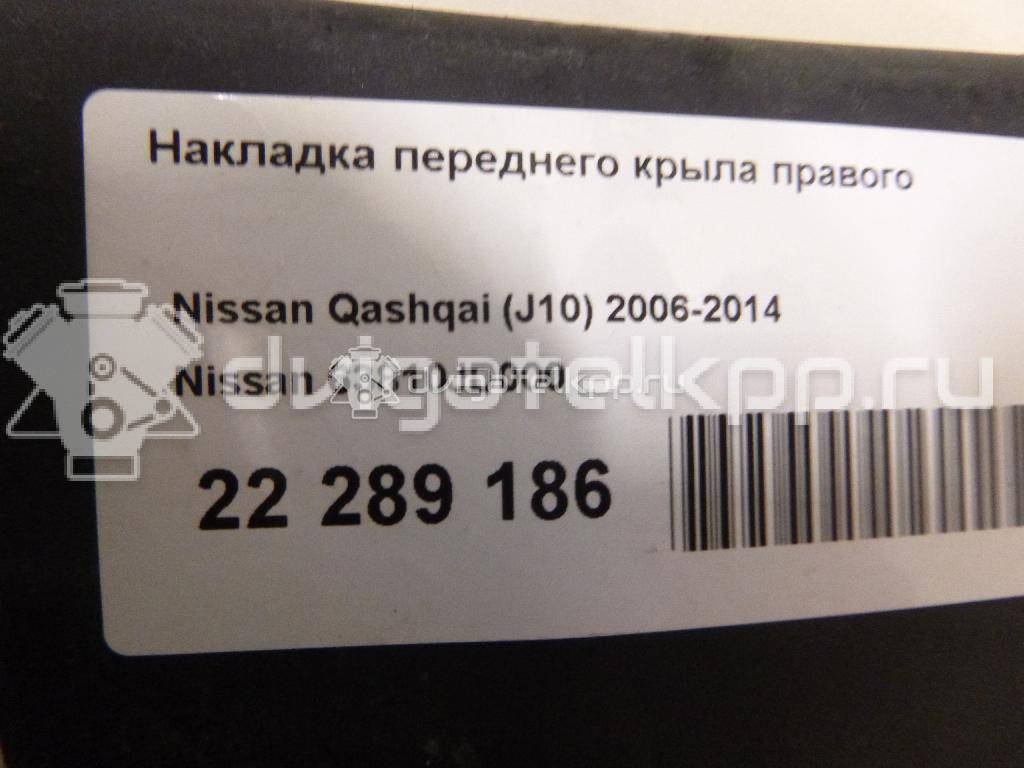 Накладка переднего крыла правого
Nissan Qashqai (J10) 2006-2014
Nissan
dvigatelkpp.ru
22 289 186